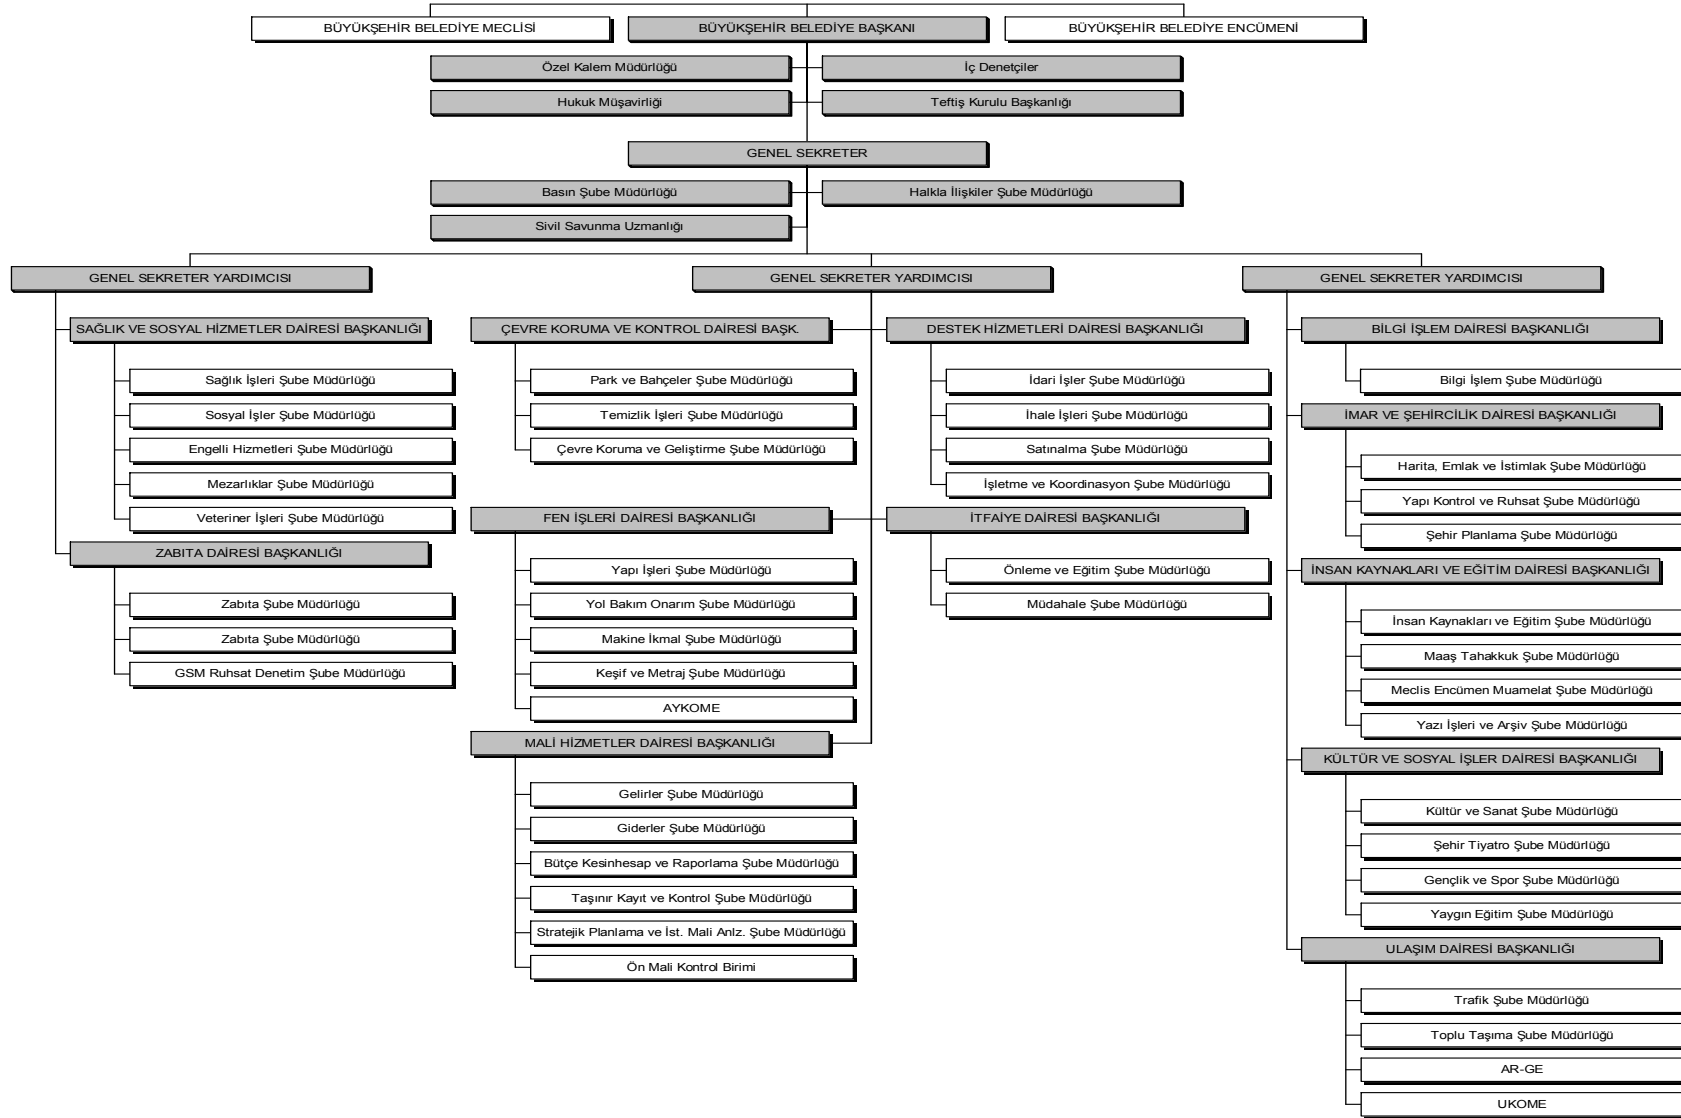 BÜYÜKŞEHİR BELEDİYE MECLİSİ
BÜYÜKŞEHİR BELEDİYE BAŞKANI
BÜYÜKŞEHİR BELEDİYE ENCÜMENİ
Özel Kalem Müdürlüğü
İç Denetçiler
Hukuk Müşavirliği
Teftiş Kurulu Başkanlığı
GENEL SEKRETER
Basın Şube Müdürlüğü
Halkla İlişkiler Şube Müdürlüğü
Sivil Savunma Uzmanlığı
GENEL SEKRETER YARDIMCISI
SAĞLIK VE SOSYAL HİZMETLER DAİRESİ BAŞKANLIĞI
Sağlık İşleri Şube Müdürlüğü
Sosyal İşler Şube Müdürlüğü
Engelli Hizmetleri Şube Müdürlüğü
Mezarlıklar Şube Müdürlüğü
Veteriner İşleri Şube Müdürlüğü
ZABITA DAİRESİ BAŞKANLIĞI
Zabıta Şube Müdürlüğü
Zabıta Şube Müdürlüğü
GSM Ruhsat Denetim Şube Müdürlüğü
GENEL SEKRETER YARDIMCISI
ÇEVRE KORUMA VE KONTROL DAİRESİ BAŞK.
Park ve Bahçeler Şube Müdürlüğü
Temizlik İşleri Şube Müdürlüğü
Çevre Koruma ve Geliştirme Şube Müdürlüğü
FEN İŞLERİ DAİRESİ BAŞKANLIĞI
Yapı İşleri Şube Müdürlüğü
Yol Bakım Onarım Şube Müdürlüğü
Makine İkmal Şube Müdürlüğü
Keşif ve Metraj Şube Müdürlüğü
AYKOME
MALİ HİZMETLER DAİRESİ BAŞKANLIĞI
Gelirler Şube Müdürlüğü
Giderler Şube Müdürlüğü
Bütçe Kesinhesap ve Raporlama Şube Müdürlüğü
Taşınır Kayıt ve Kontrol Şube Müdürlüğü
Stratejik Planlama ve İst. Mali Anlz. Şube Müdürlüğü
Ön Mali Kontrol Birimi
DESTEK HİZMETLERİ DAİRESİ BAŞKANLIĞI
İdari İşler Şube Müdürlüğü
İhale İşleri Şube Müdürlüğü
Satınalma Şube Müdürlüğü
İşletme ve Koordinasyon Şube Müdürlüğü
İTFAİYE DAİRESİ BAŞKANLIĞI
Önleme ve Eğitim Şube Müdürlüğü
Müdahale Şube Müdürlüğü
GENEL SEKRETER YARDIMCISI
BİLGİ İŞLEM DAİRESİ BAŞKANLIĞI
Bilgi İşlem Şube Müdürlüğü
İMAR VE ŞEHİRCİLİK DAİRESİ BAŞKANLIĞI
Harita, Emlak ve İstimlak Şube Müdürlüğü
Yapı Kontrol ve Ruhsat Şube Müdürlüğü
Şehir Planlama Şube Müdürlüğü
İNSAN KAYNAKLARI VE EĞİTİM DAİRESİ BAŞKANLIĞI
İnsan Kaynakları ve Eğitim Şube Müdürlüğü
Maaş Tahakkuk Şube Müdürlüğü
Meclis Encümen Muamelat Şube Müdürlüğü
Yazı İşleri ve Arşiv Şube Müdürlüğü
KÜLTÜR VE SOSYAL İŞLER DAİRESİ BAŞKANLIĞI
Kültür ve Sanat Şube Müdürlüğü
Şehir Tiyatro Şube Müdürlüğü
Gençlik ve Spor Şube Müdürlüğü
Yaygın Eğitim Şube Müdürlüğü
ULAŞIM DAİRESİ BAŞKANLIĞI
Trafik Şube Müdürlüğü
Toplu Taşıma Şube Müdürlüğü
AR-GE
UKOME